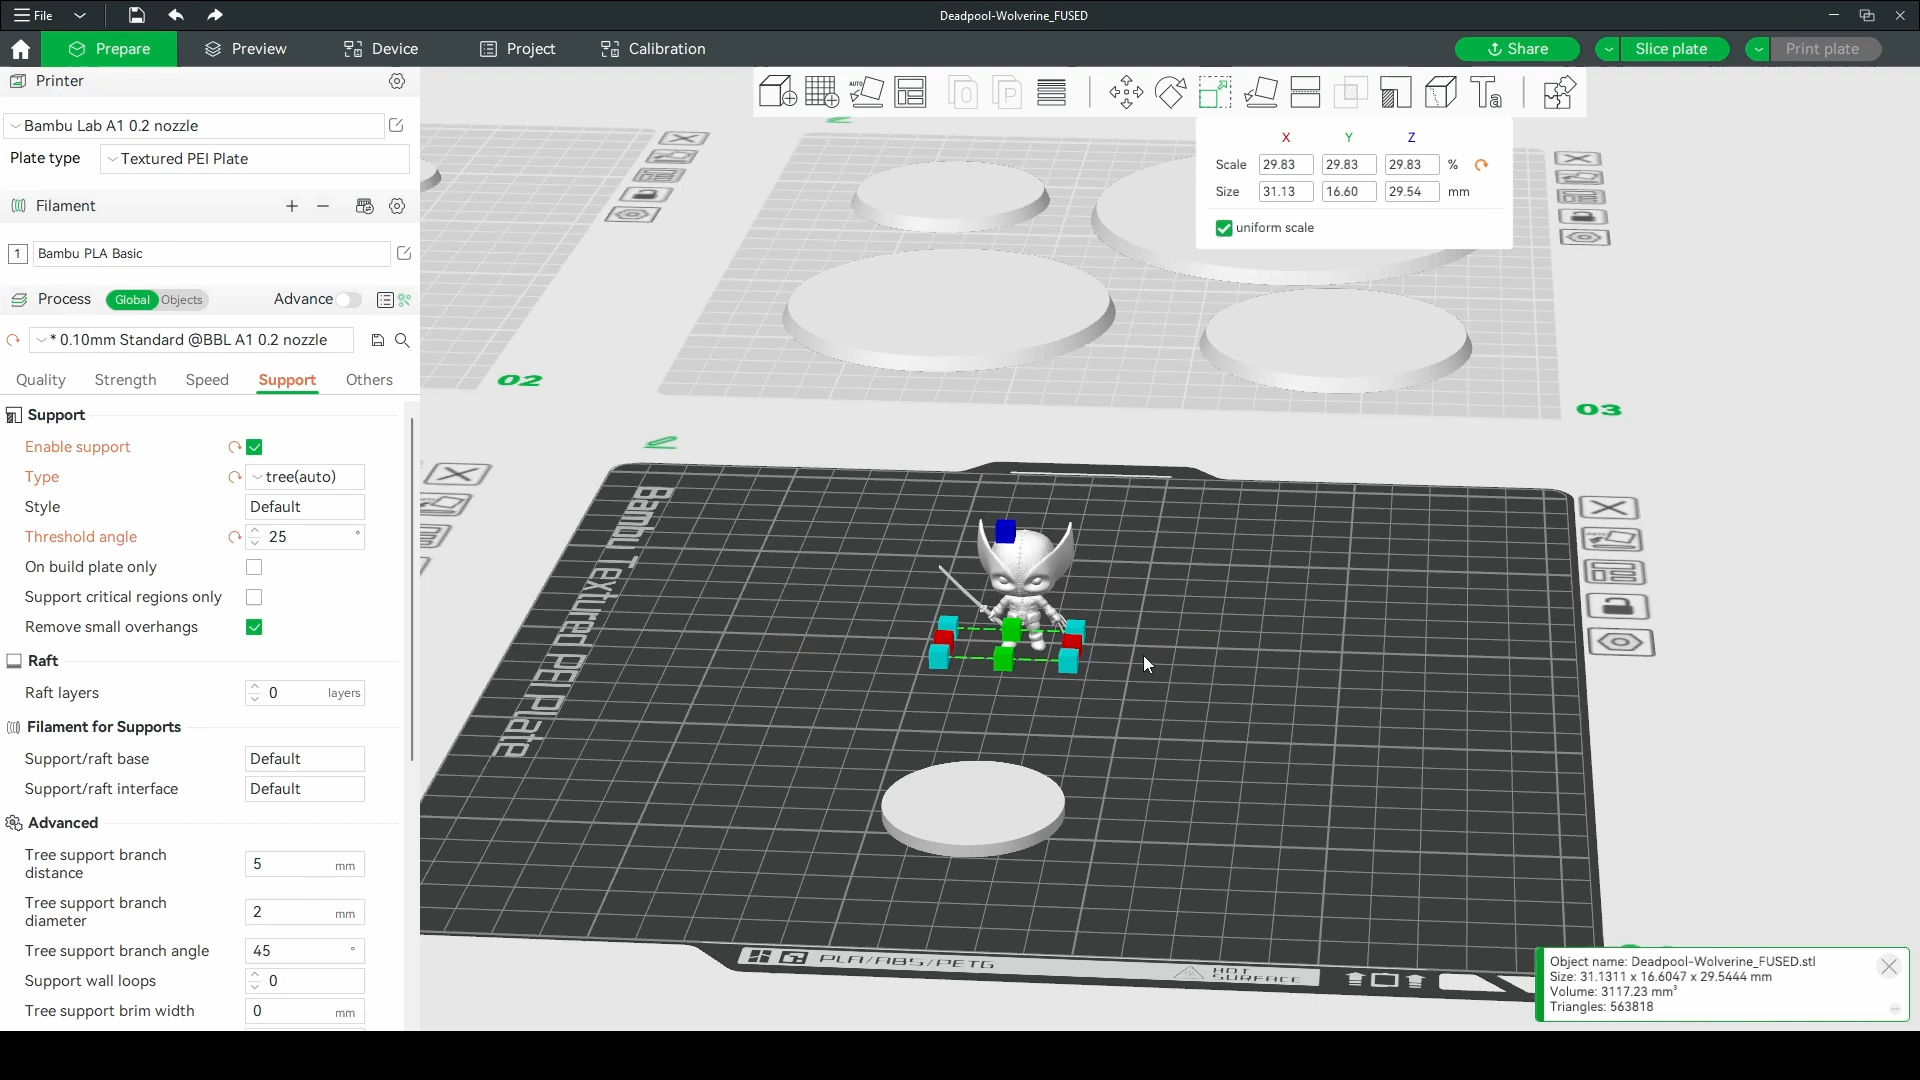 File
Deadpool-Wolverine_FUSED
Prepare
Preview
Device
Project
Calibration
Share
Slice plate
Print plate
Printer
Bambu Lab A1 0.2 nozzle
Plate type
Textured PEI Plate
Filament
1
Bambu PLA Basic
Process
Global
Objects
Advance
* 0.10mm Standard @BBL A1 0.2 nozzle
Quality
Strength
Speed
Support
Others
Support
Enable support
Type
tree(auto)
Style
Default
Threshold angle
25 °
On build plate only
Support critical regions only
Remove small overhangs
Raft
Raft layers
0 layers
Filament for Supports
Support/raft base
Default
Support/raft interface
Default
Advanced
Tree support branch
distance
5 mm
Tree support branch
diameter
2 mm
Tree support branch angle
45 °
Support wall loops
0
Tree support brim width
0 mm
AUTO
O
P
Ta
X Y Z
Scale 29.83 29.83 29.83 %
Size 31.13 16.60 29.54 mm
uniform scale
02
03
Bambu Textured PEI Plate
PLA/ABS/PETG
HOT
SURFACE
Object name: Deadpool-Wolverine_FUSED.stl
Size: 31.1311 x 16.6047 x 29.5444 mm
Volume: 3117.23 mm³
Triangles: 563818